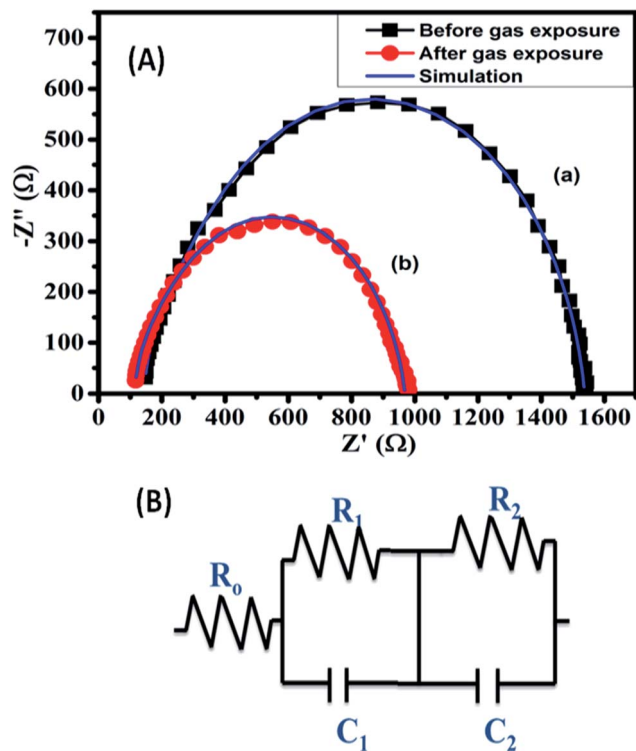 (A)
Before gas exposure
After gas exposure
Simulation
(a)
(b)
-Z" (Ω)
700
600
500
400
300
200
100
0
0 200 400 600 800 1000 1200 1400 1600
Z' (Ω)
(B)
R₁
R₂
Rₒ
C₁
C₂